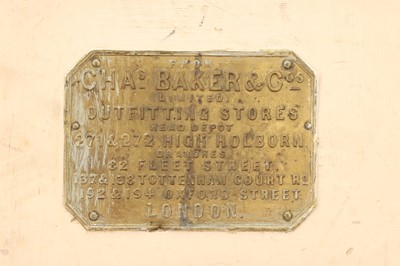 FROM
CHAS BAKER & COS
LIMITED.
OUTFITTING STORES
HEAD DEPOT
271 & 272 HIGH HOLBORN.
BRANCHES.
82 FLEET STREET.
137 & 138 TOTTENHAM COURT RD
192 & 194 OXFORD STREET
LONDON.